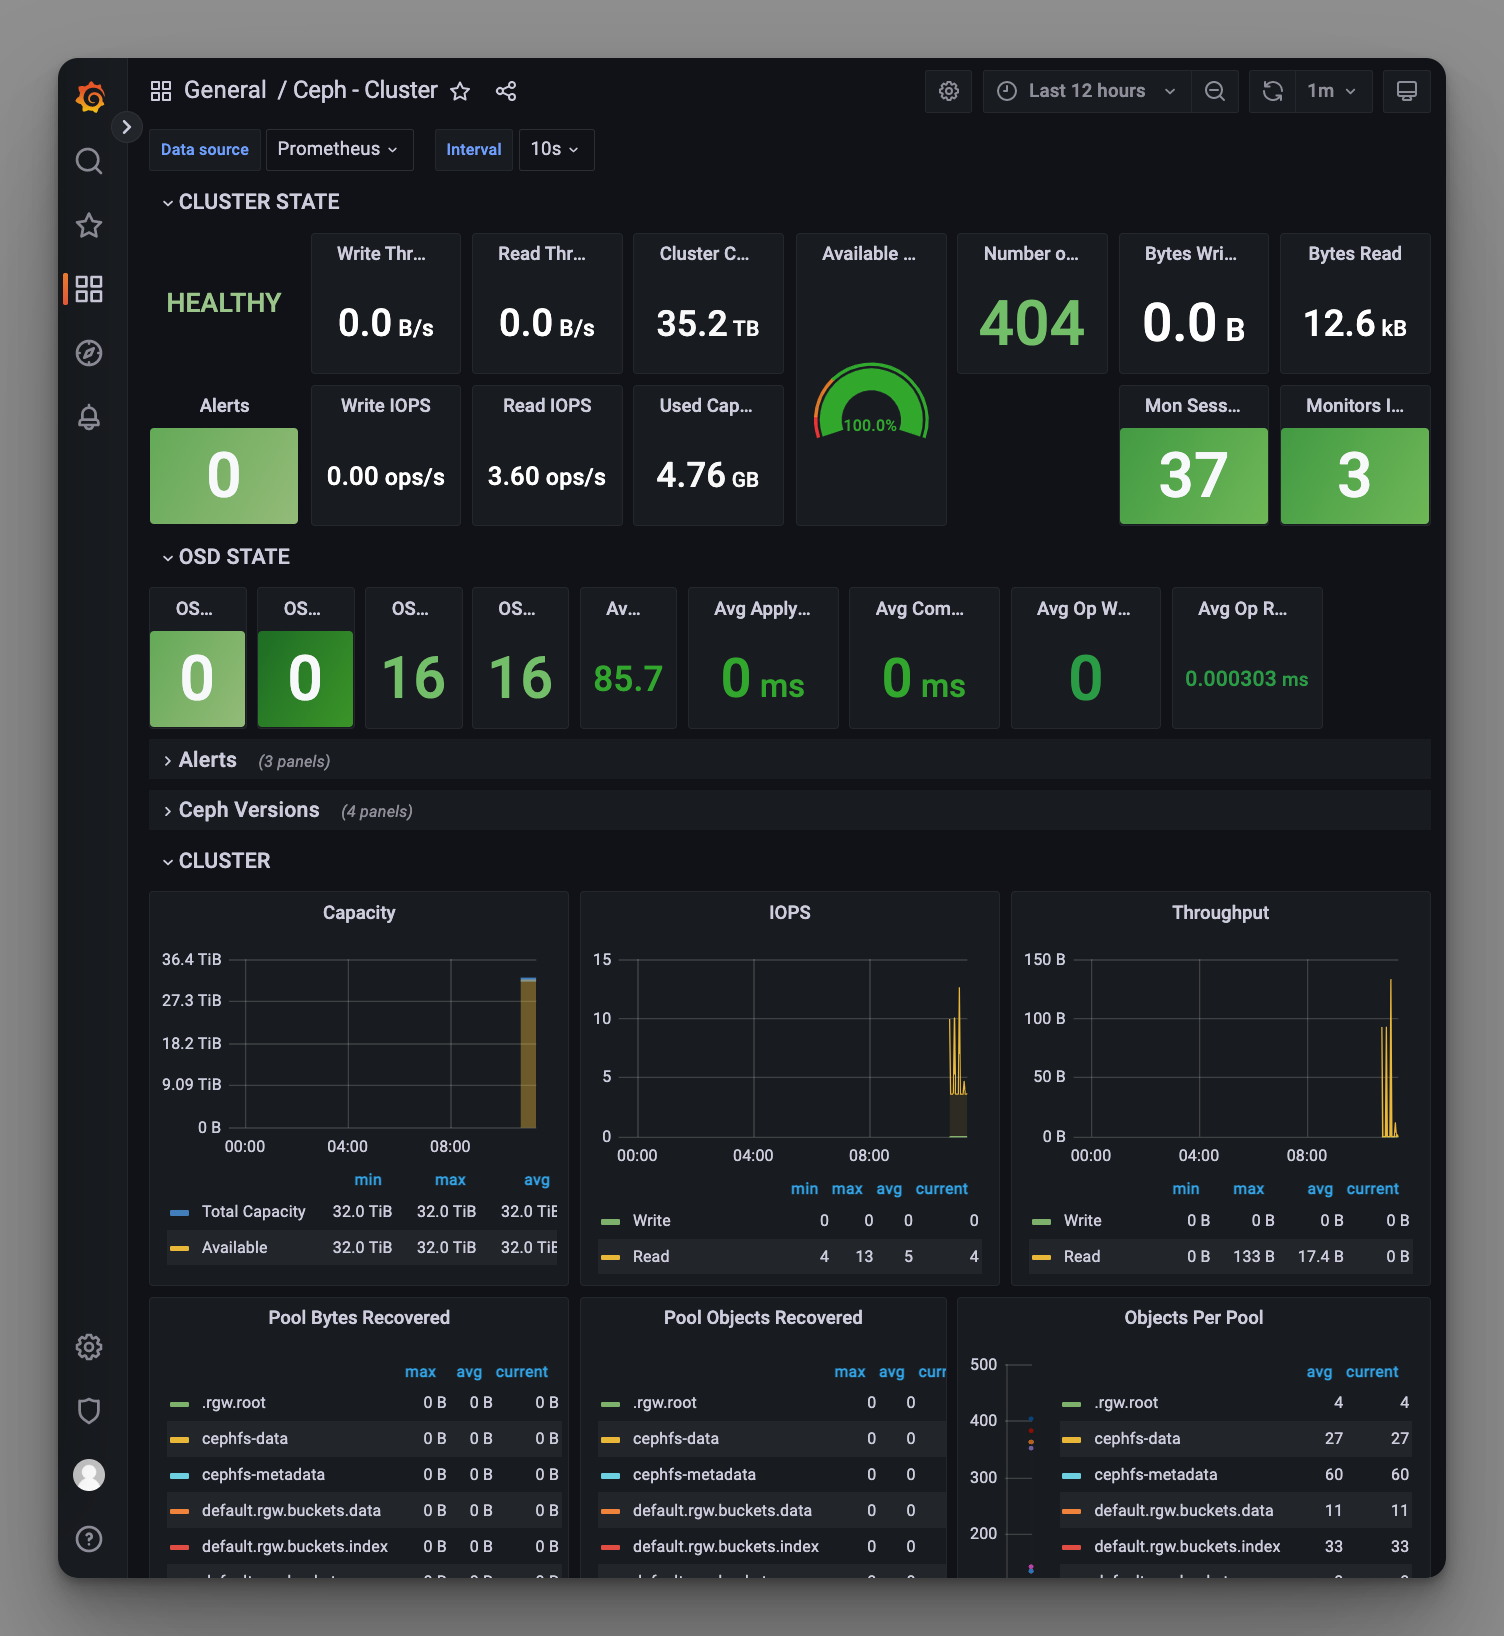 General / Ceph - Cluster
Last 12 hours
1m
Data source Prometheus Interval 10s
CLUSTER STATE
HEALTHY
Write Thr...
0.0 B/s
Read Thr...
0.0 B/s
Cluster C...
35.2 TB
Available ...
100.0%
Number o...
404
Bytes Wri...
0.0 B
Bytes Read
12.6 kB
Alerts
0
Write IOPS
0.00 ops/s
Read IOPS
3.60 ops/s
Used Cap...
4.76 GB
Mon Sess...
37
Monitors I...
3
OSD STATE
OS...
0
OS...
0
OS...
16
OS...
16
Av...
85.7
Avg Apply...
0 ms
Avg Com...
0 ms
Avg Op W...
0
Avg Op R...
0.000303 ms
Alerts (3 panels)
Ceph Versions (4 panels)
CLUSTER
Capacity
36.4 TiB
27.3 TiB
18.2 TiB
9.09 TiB
0 B
00:00 04:00 08:00
min max avg
Total Capacity 32.0 TiB 32.0 TiB 32.0 TiB
Available 32.0 TiB 32.0 TiB 32.0 TiB
IOPS
15
10
5
0
00:00 04:00 08:00
min max avg current
Write 0 0 0 0
Read 4 13 5 4
Throughput
150 B
100 B
50 B
0 B
00:00 04:00 08:00
min max avg current
Write 0 B 0 B 0 B 0 B
Read 0 B 133 B 17.4 B 0 B
Pool Bytes Recovered
max avg current
.rgw.root 0 B 0 B 0 B
cephfs-data 0 B 0 B 0 B
cephfs-metadata 0 B 0 B 0 B
default.rgw.buckets.data 0 B 0 B 0 B
default.rgw.buckets.index 0 B 0 B 0 B
Pool Objects Recovered
max avg curr
.rgw.root 0 0
cephfs-data 0 0
cephfs-metadata 0 0
default.rgw.buckets.data 0 0
default.rgw.buckets.index 0 0
Objects Per Pool
500
400
300
200
avg current
.rgw.root 4 4
cephfs-data 27 27
cephfs-metadata 60 60
default.rgw.buckets.data 11 11
default.rgw.buckets.index 33 33